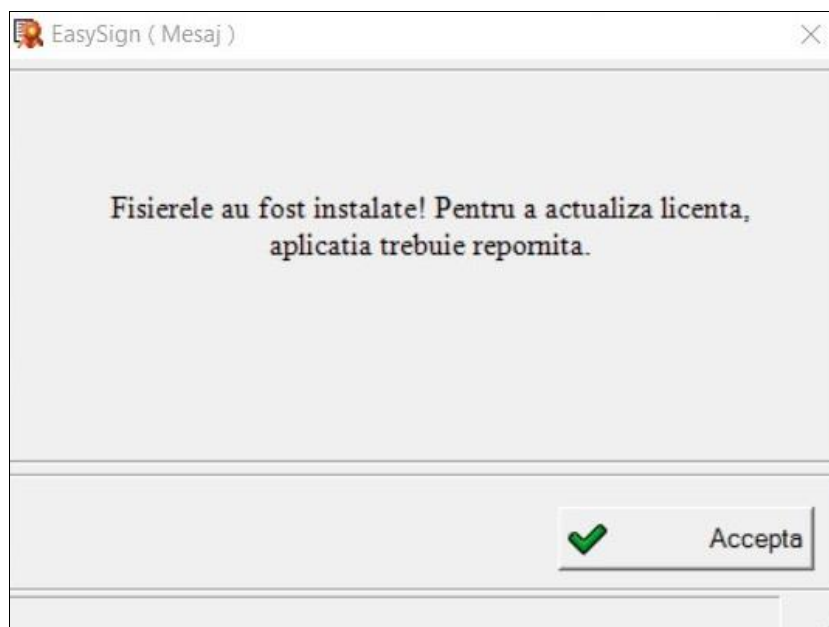 EasySign ( Mesaj )
Fisierele au fost instalate! Pentru a actualiza licenta,
aplicatia trebuie repornita.
Accepta